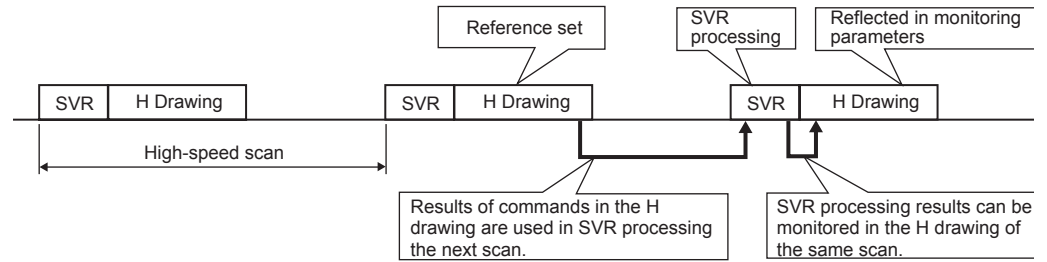 Reference set
SVR
processing
Reflected in monitoring
parameters
SVR
H Drawing
SVR
H Drawing
SVR
H Drawing
High-speed scan
Results of commands in the H
drawing are used in SVR processing
the next scan.
SVR processing results can be
monitored in the H drawing of
the same scan.